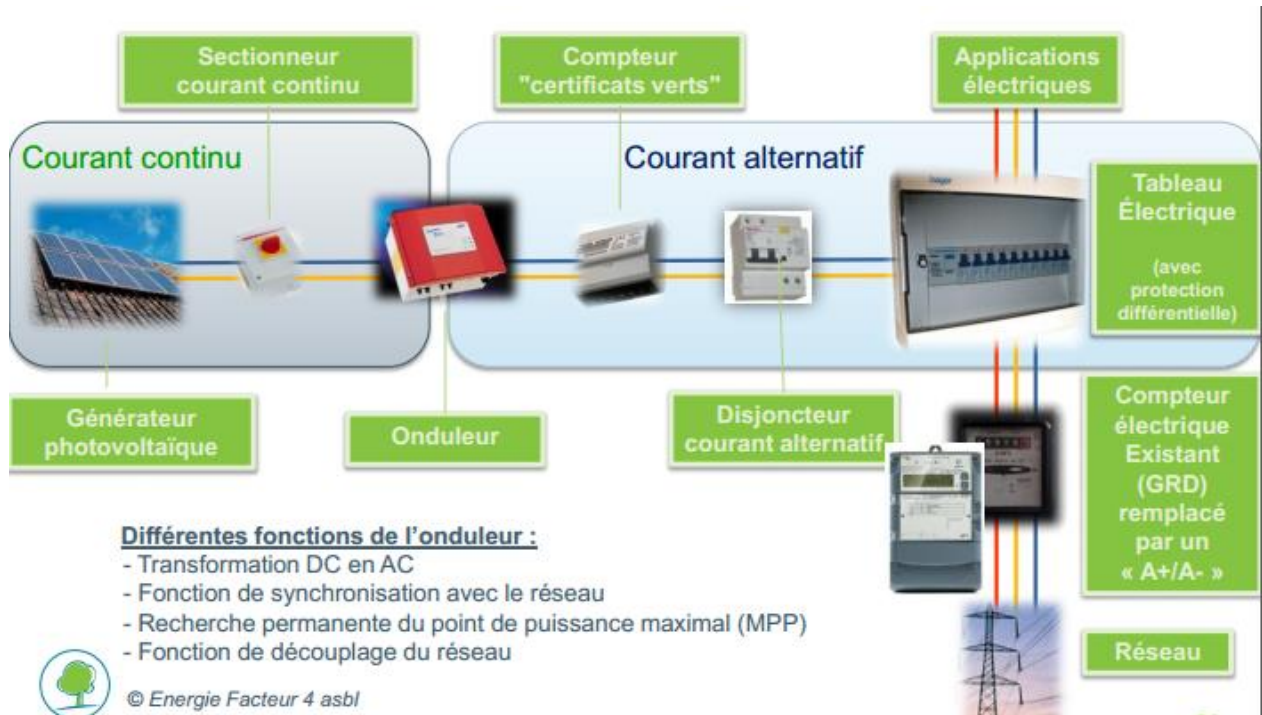 Sectionneur
courant continu
Compteur
"certificats verts"
Applications
électriques
Courant continu
Courant alternatif
hager
Tableau
Électrique
(avec
protection
différentielle)
Générateur
photovoltaïque
Onduleur
Disjoncteur
courant alternatif
Compteur
électrique
Existant
(GRD)
remplacé
par un
« A+/A- »
Réseau
Différentes fonctions de l'onduleur :
- Transformation DC en AC
- Fonction de synchronisation avec le réseau
- Recherche permanente du point de puissance maximal (MPP)
- Fonction de découplage du réseau
© Energie Facteur 4 asbl